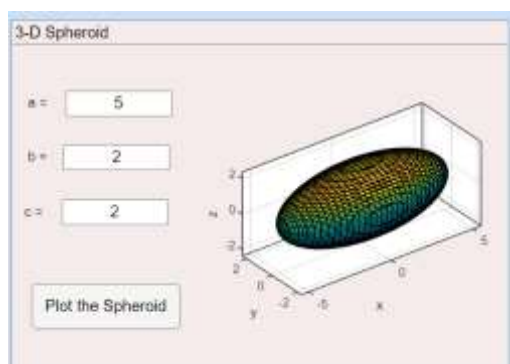 3-D Spheroid
a = 5
b = 2
c = 2
Plot the Spheroid
2
0
-2
z
2
0
-2
y
-5
0
5
x